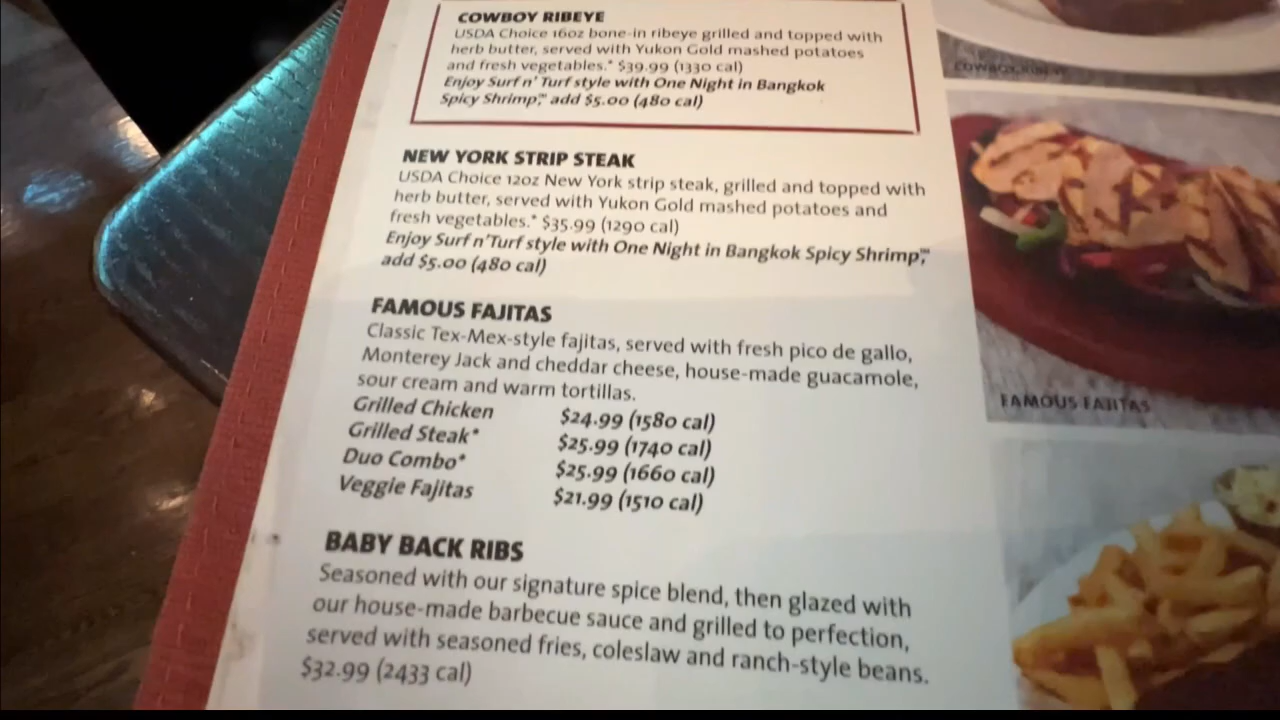 COWBOY RIBEYE
USDA Choice 16oz bone-in ribeye grilled and topped with
herb butter, served with Yukon Gold mashed potatoes
and fresh vegetables.* $39.99 (1330 cal)
Enjoy Surf n' Turf style with One Night in Bangkok
Spicy Shrimp,™ add $5.00 (480 cal)
NEW YORK STRIP STEAK
USDA Choice 12oz New York strip steak, grilled and topped with
herb butter, served with Yukon Gold mashed potatoes and
fresh vegetables.* $35.99 (1290 cal)
Enjoy Surf n'Turf style with One Night in Bangkok Spicy Shrimp,™
add $5.00 (480 cal)
FAMOUS FAJITAS
Classic Tex-Mex-style fajitas, served with fresh pico de gallo,
Monterey Jack and cheddar cheese, house-made guacamole,
sour cream and warm tortillas.
Grilled Chicken $24.99 (1580 cal)
Grilled Steak* $25.99 (1740 cal)
Duo Combo* $25.99 (1660 cal)
Veggie Fajitas $21.99 (1510 cal)
BABY BACK RIBS
Seasoned with our signature spice blend, then glazed with
our house-made barbecue sauce and grilled to perfection,
served with seasoned fries, coleslaw and ranch-style beans.
$32.99 (2433 cal)
COWBOY RIBEYE
FAMOUS FAJITAS